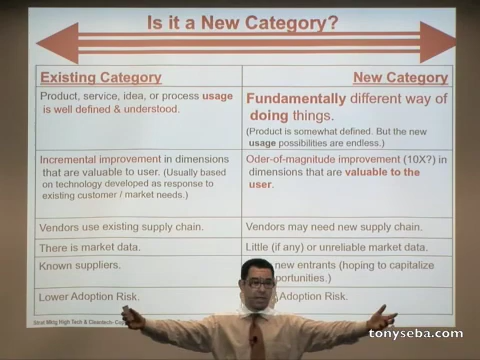 Is it a New Category?
Existing Category
New Category
Product, service, idea, or process usage
is well defined & understood.
Fundamentally different way of
doing things.
(Product is somewhat defined. But the new
usage possibilities are endless.)
Incremental improvement in dimensions
that are valuable to user. (Usually based
on technology developed as response to
existing customer / market needs.)
Oder-of-magnitude improvement (10X?) in
dimensions that are valuable to the
user.
Vendors use existing supply chain.
Vendors may need new supply chain.
There is market data.
Little (if any) or unreliable market data.
Known suppliers.
new entrants (hoping to capitalize
portunities.)
Lower Adoption Risk.
Adoption Risk.
Strat Mktg High Tech & Cleantech-
tonyseba.com